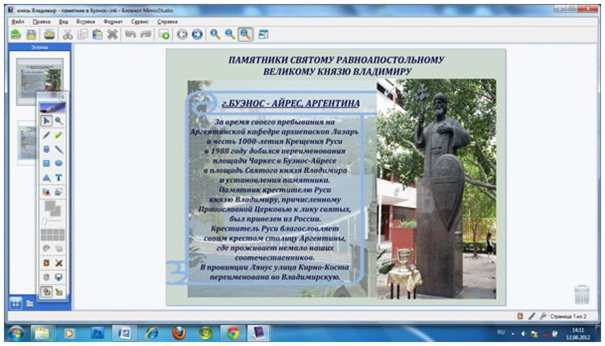 князь Владимир - памятник в Буэнос-.ink - Блокнот MimioStudio
Файл Правка Вид Вставка Формат Сервис Справка
Эскизы
ПАМЯТНИКИ СВЯТОМУ РАВНОАПОСТОЛЬНОМУ
ВЕЛИКОМУ КНЯЗЮ ВЛАДИМИРУ
г.БУЭНОС - АЙРЕС, АРГЕНТИНА
За время своего пребывания на
Аргентинской кафедре архиепископ Лазарь
в честь 1000-летия Крещения Руси
в 1988 году добился переименования
площади Чаркес в Буэнос-Айресе
в площадь Святого князя Владимира
и установления памятника.
Памятник крестителю Руси
князю Владимиру, причисленному
Православной Церковью к лику святых,
был привезен из России.
Креститель Руси благословляет
своим крестом столицу Аргентины,
где проживает немало наших
соотечественников.
В провинции Лянус улица Кирно-Коста
переименована во Владимирскую.
Страница 1 из 2
RU
14:11
12.06.2012